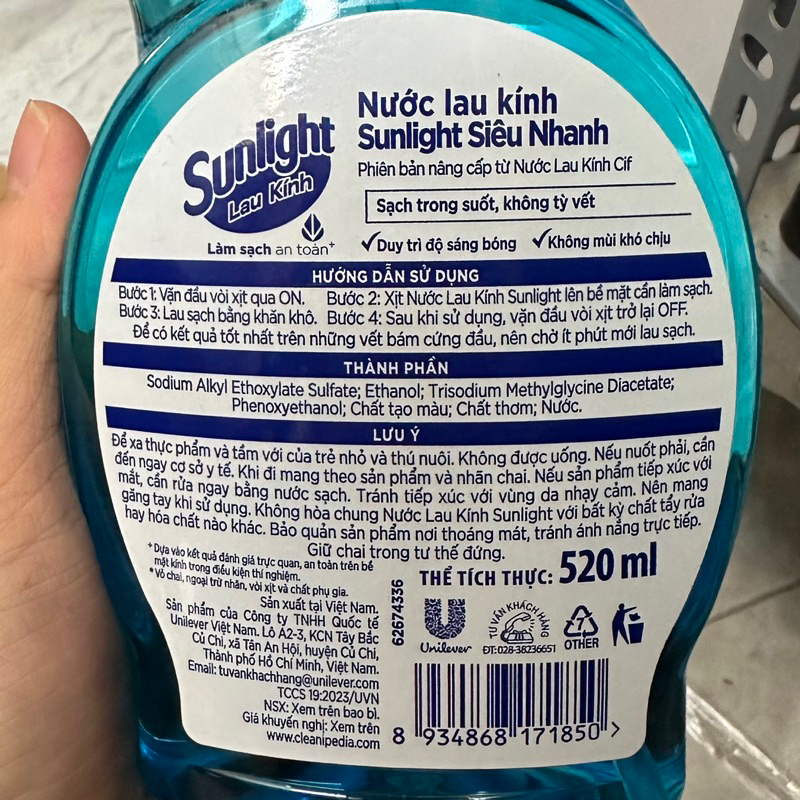 Sunlight
Lau Kính
Làm sạch an toàn+
Nước lau kính
Sunlight Siêu Nhanh
Phiên bản nâng cấp từ Nước Lau Kính Cif
Sạch trong suốt, không tỳ vết
✓Duy trì độ sáng bóng ✓Không mùi khó chịu
HƯỚNG DẪN SỬ DỤNG
Bước 1: Vặn đầu vòi xịt qua ON. Bước 2: Xịt Nước Lau Kính Sunlight lên bề mặt cần làm sạch.
Bước 3: Lau sạch bằng khăn khô. Bước 4: Sau khi sử dụng, vặn đầu vòi xịt trở lại OFF.
Để có kết quả tốt nhất trên những vết bám cứng đầu, nên chờ ít phút mới lau sạch.
THÀNH PHẦN
Sodium Alkyl Ethoxylate Sulfate; Ethanol; Trisodium Methylglycine Diacetate;
Phenoxyethanol; Chất tạo màu; Chất thơm; Nước.
LƯU Ý
Để xa thực phẩm và tầm với của trẻ nhỏ và thú nuôi. Không được uống. Nếu nuốt phải, cần
đến ngay cơ sở y tế. Khi đi mang theo sản phẩm và nhãn chai. Nếu sản phẩm tiếp xúc với
mắt, cần rửa ngay bằng nước sạch. Tránh tiếp xúc với vùng da nhạy cảm. Nên mang
găng tay khi sử dụng. Không hòa chung Nước Lau Kính Sunlight với bất kỳ chất tẩy rửa
hay hóa chất nào khác. Bảo quản sản phẩm nơi thoáng mát, tránh ánh nắng trực tiếp.
Giữ chai trong tư thế đứng.
+Dựa vào kết quả đánh giá trực quan, an toàn trên bề
mặt kính trong điều kiện thí nghiệm.
*Vỏ chai, ngoại trừ nhãn, vòi xịt và chất phụ gia.
Sản xuất tại Việt Nam.
Sản phẩm của Công ty TNHH Quốc tế
Unilever Việt Nam. Lô A2-3, KCN Tây Bắc
Củ Chi, xã Tân An Hội, huyện Củ Chi,
Thành phố Hồ Chí Minh, Việt Nam.
Email: tuvankhachhang@unilever.com
TCCS 19:2023/UVN
NSX: Xem trên bao bì.
Giá khuyến nghị: Xem trên
www.cleanipedia.com
62674336
THỂ TÍCH THỰC: 520 ml
Unilever
TƯ VẤN KHÁCH HÀNG
ĐT:028-38236651
7
OTHER
8 934868 171850 >